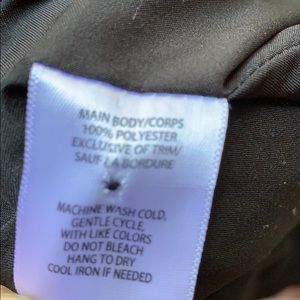 MAIN BODY/CORPS
100% POLYESTER
EXCLUSIVE OF TRIM/
SAUF LA BORDURE
MACHINE WASH COLD,
GENTLE CYCLE,
WITH LIKE COLORS
DO NOT BLEACH
HANG TO DRY
COOL IRON IF NEEDED